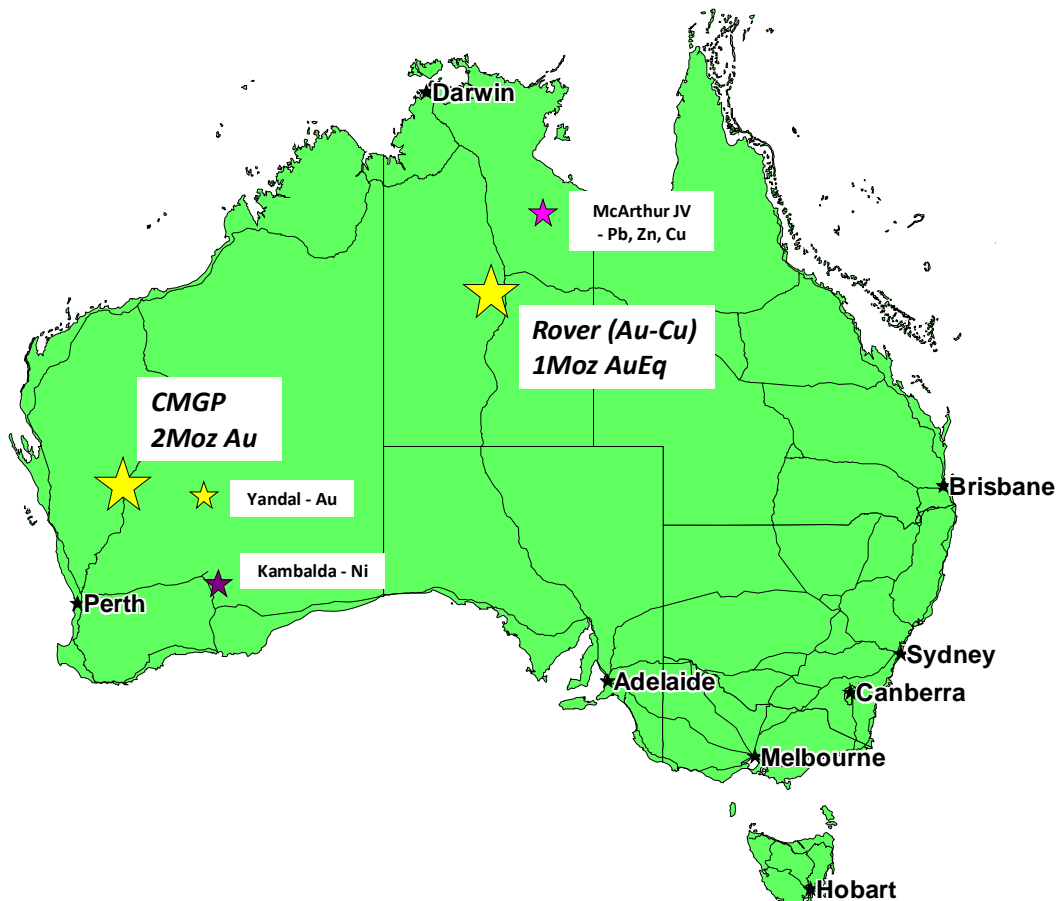 Darwin
McArthur JV
- Pb, Zn, Cu
Rover (Au-Cu)
1Moz AuEq
CMGP
2Moz Au
Yandal - Au
Brisbane
Kambalda - Ni
Perth
Sydney
Adelaide
Canberra
Melbourne
Hobart